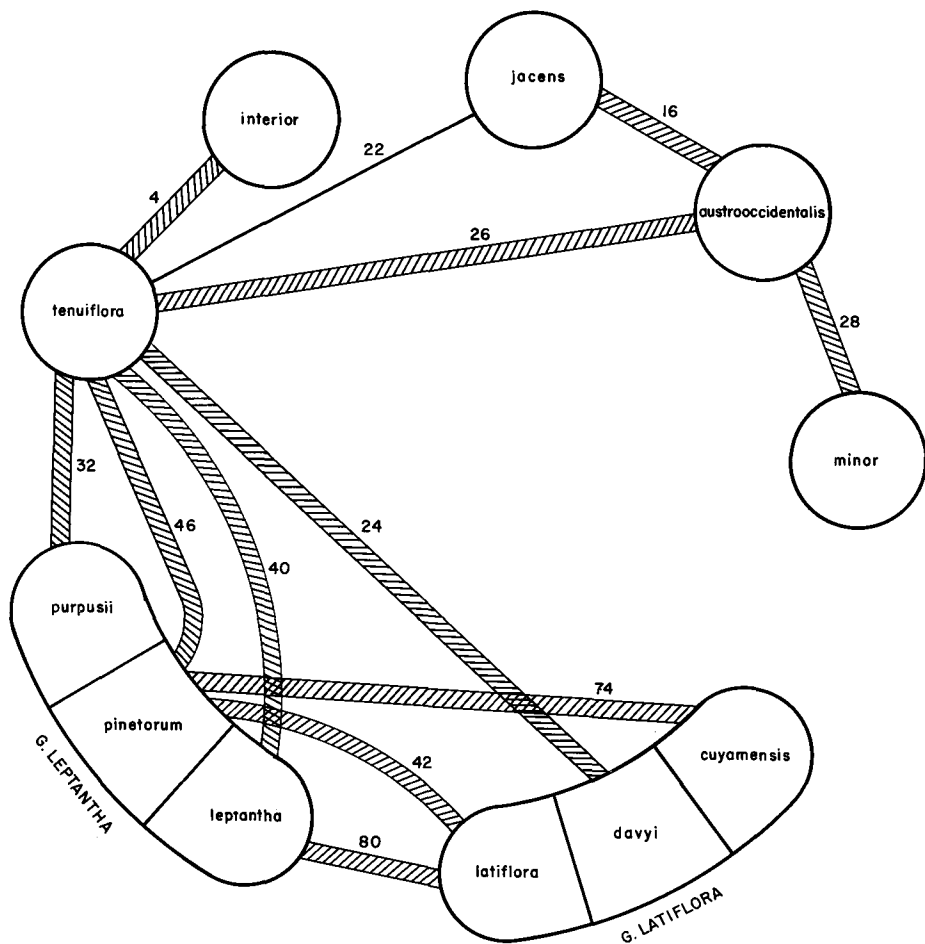 jacens
interior
16
22
4
austrooccidentalis
26
tenuiflora
28
minor
32
46
24
40
purpusii
74
pinetorum
cuyamensis
42
G. LEPTANTHA
leptantha
davyi
80
latiflora
G. LATIFLORA